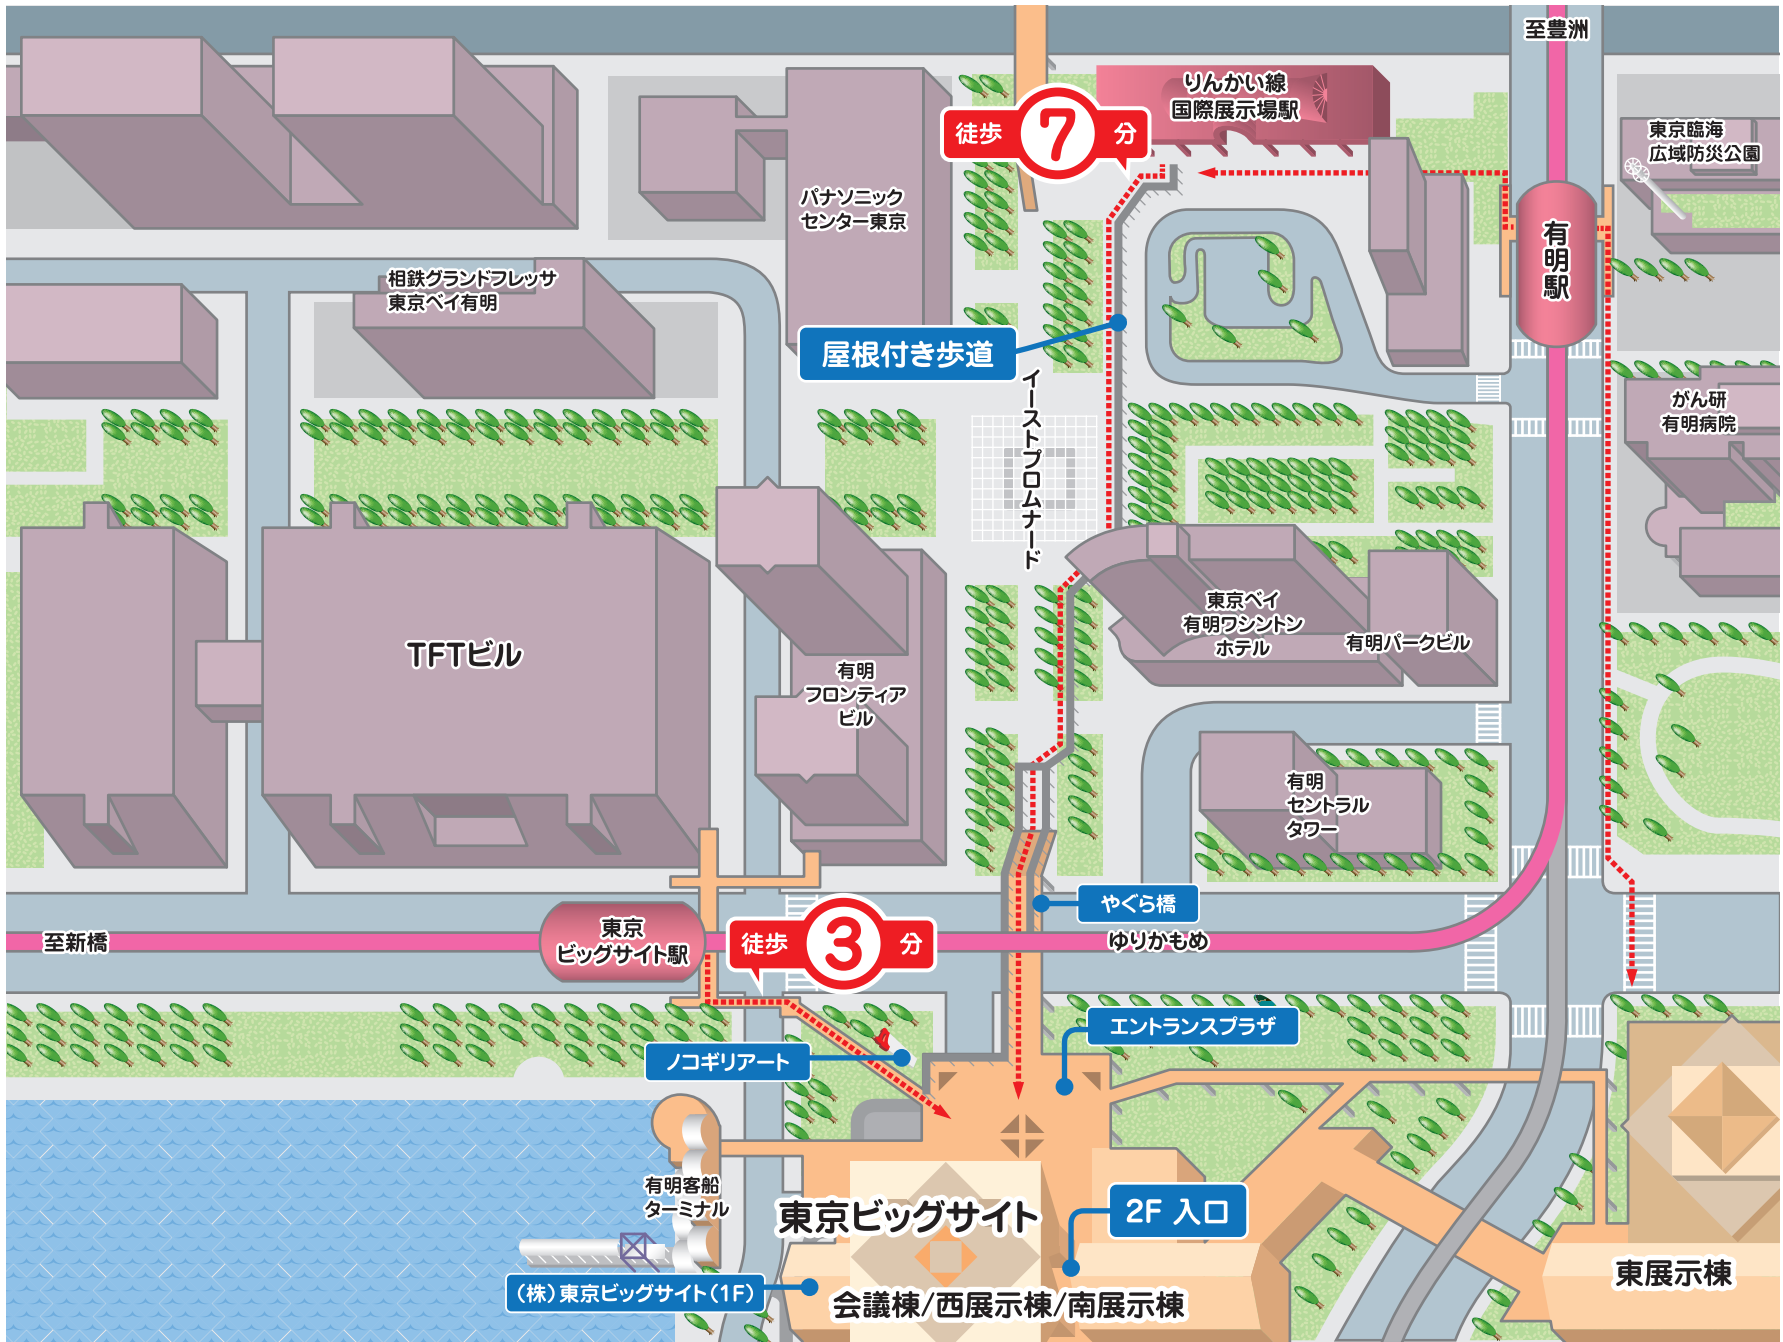 至豊洲
りんかい線
国際展示場駅
徒歩 7 分
東京臨海
広域防災公園
パナソニック
センター東京
有明駅
相鉄グランドフレッサ
東京ベイ有明
屋根付き歩道
イーストプロムナード
がん研
有明病院
東京ベイ
有明ワシントン
ホテル
有明パークビル
TFTビル
有明
フロンティア
ビル
有明
セントラル
タワー
やぐら橋
至新橋
東京
ビッグサイト駅
徒歩 3 分
ゆりかもめ
エントランスプラザ
ノコギリアート
有明客船
ターミナル
東京ビッグサイト
2F 入口
(株)東京ビッグサイト(1F)
会議棟/西展示棟/南展示棟
東展示棟